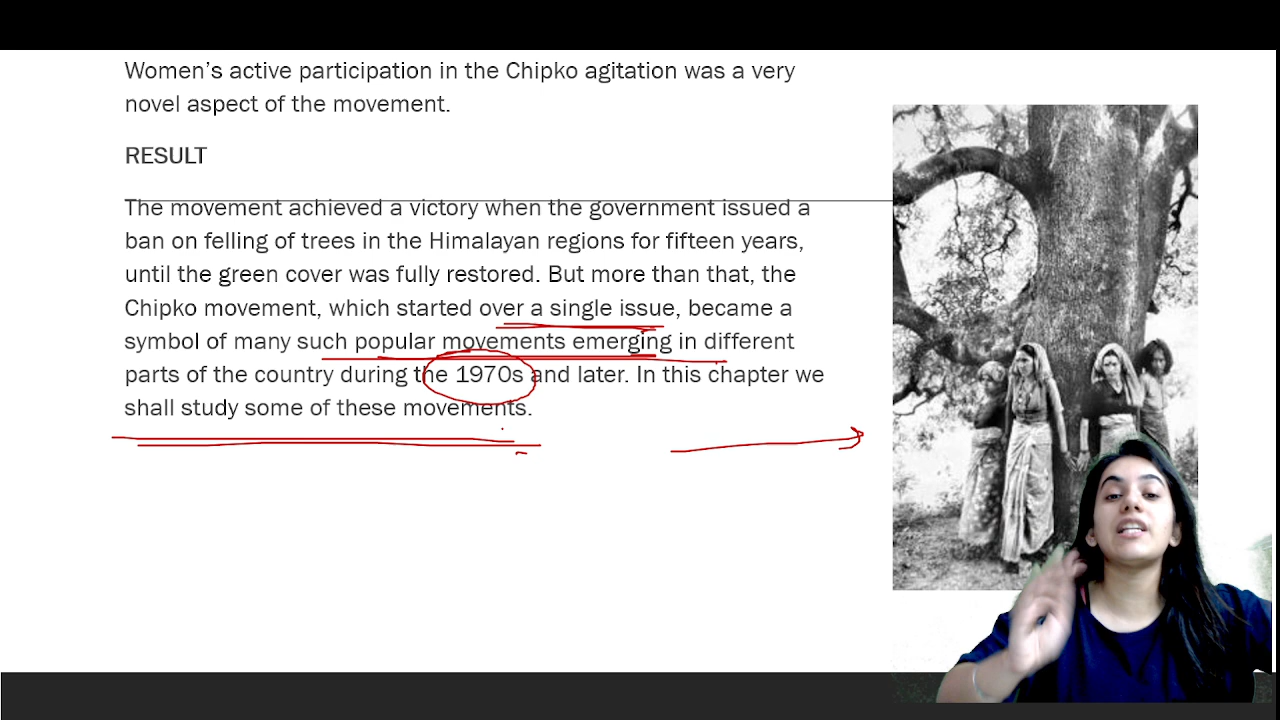 Women's active participation in the Chipko agitation was a very
novel aspect of the movement.
RESULT
The movement achieved a victory when the government issued a
ban on felling of trees in the Himalayan regions for fifteen years,
until the green cover was fully restored. But more than that, the
Chipko movement, which started over a single issue, became a
symbol of many such popular movements emerging in different
parts of the country during the 1970s and later. In this chapter we
shall study some of these movements.